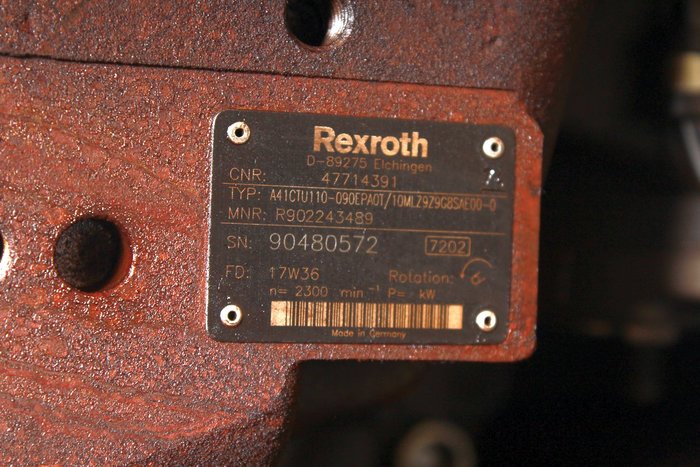 Rexroth
D-89275 Elchingen
CNR: 47714391
TYP: A41CTU110-090EPA0T/10MLZ9Z9G8SAE00-0
MNR: R902243489
SN: 90480572 7202
FD: 17W36 Rotation:
n= 2300 min⁻¹ P= kW
Made in Germany